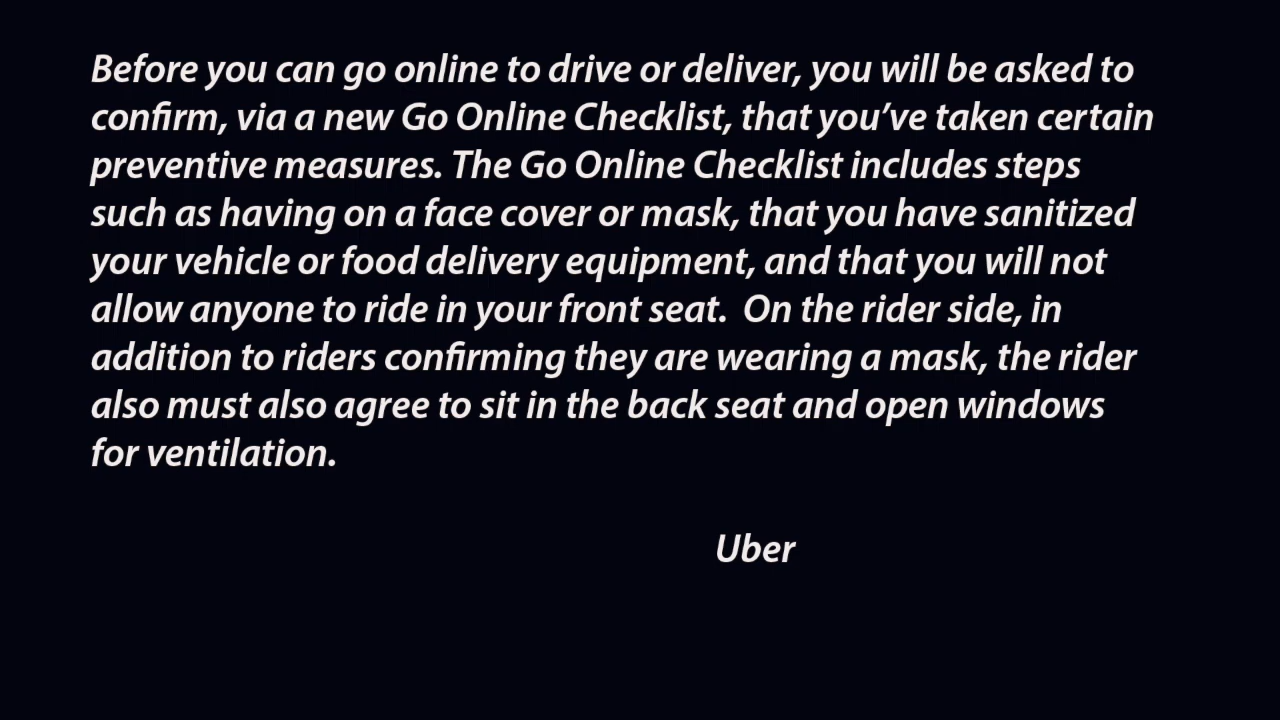 Before you can go online to drive or deliver, you will be asked to
confirm, via a new Go Online Checklist, that you’ve taken certain
preventive measures. The Go Online Checklist includes steps
such as having on a face cover or mask, that you have sanitized
your vehicle or food delivery equipment, and that you will not
allow anyone to ride in your front seat.  On the rider side, in
addition to riders confirming they are wearing a mask, the rider
also must also agree to sit in the back seat and open windows
for ventilation.
Uber